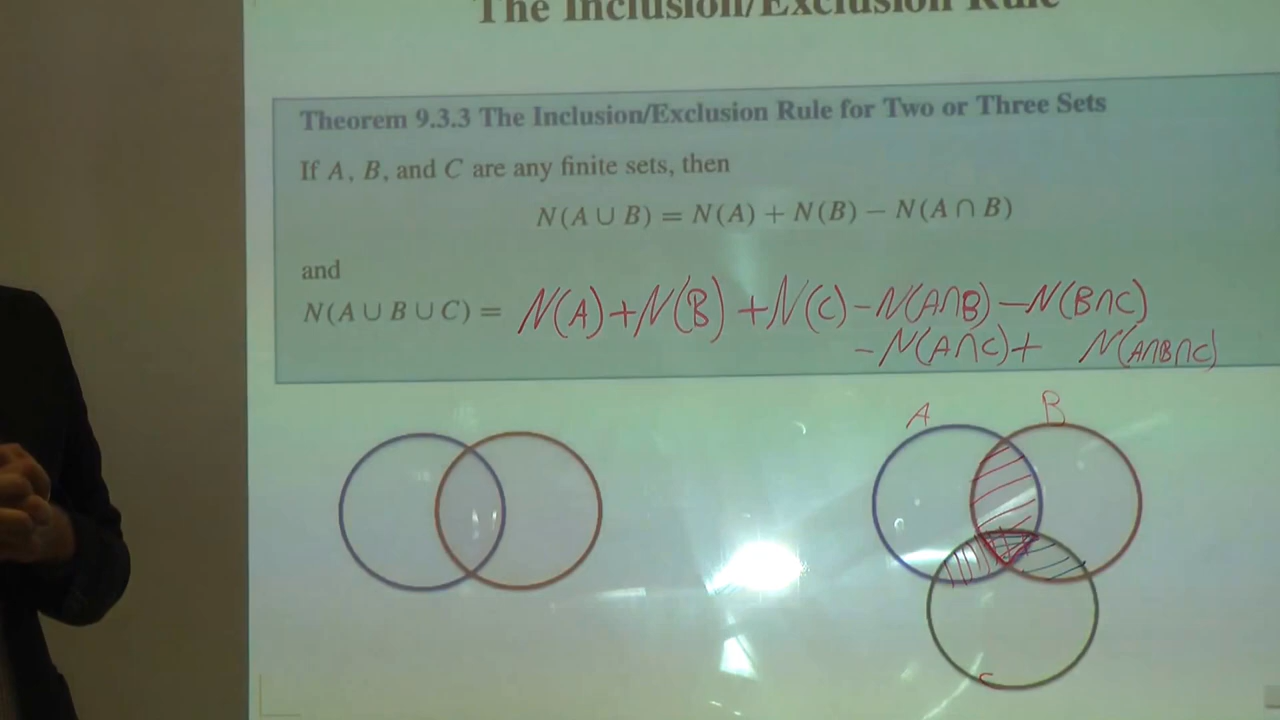 The Inclusion/Exclusion Rule
Theorem 9.3.3 The Inclusion/Exclusion Rule for Two or Three Sets
If A, B, and C are any finite sets, then
N(A ∪ B) = N(A) + N(B) − N(A ∩ B)
and
N(A ∪ B ∪ C) = N(A) + N(B) + N(C) − N(A∩B) − N(B∩C)
− N(A∩C) + N(A∩B∩C)
A B
C